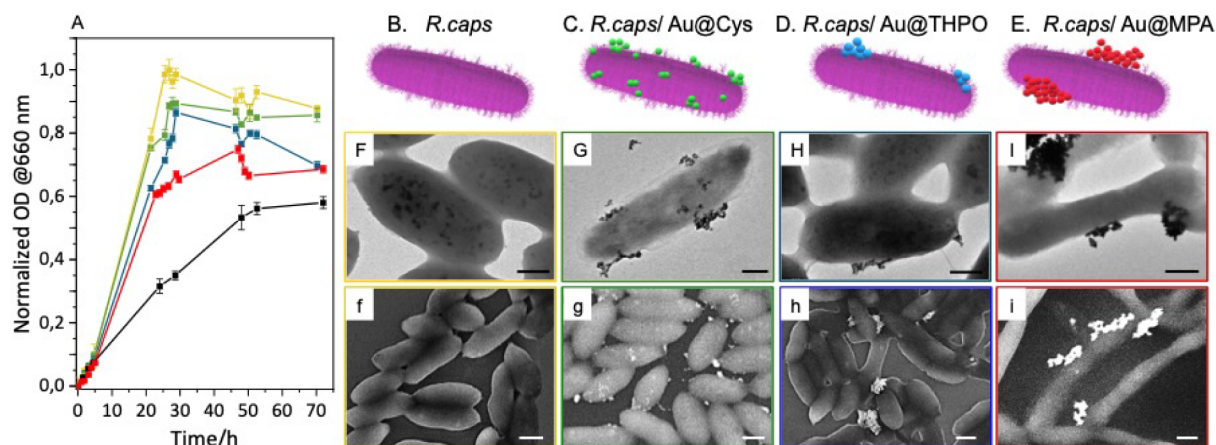 A
B. R.caps
C. R.caps/ Au@Cys
D. R.caps/ Au@THPO
E. R.caps/ Au@MPA
Normalized OD @660 nm
1,0
0,8
0,6
0,4
0,2
0,0
0 10 20 30 40 50 60 70
Time/h
F
G
H
I
f
g
h
i